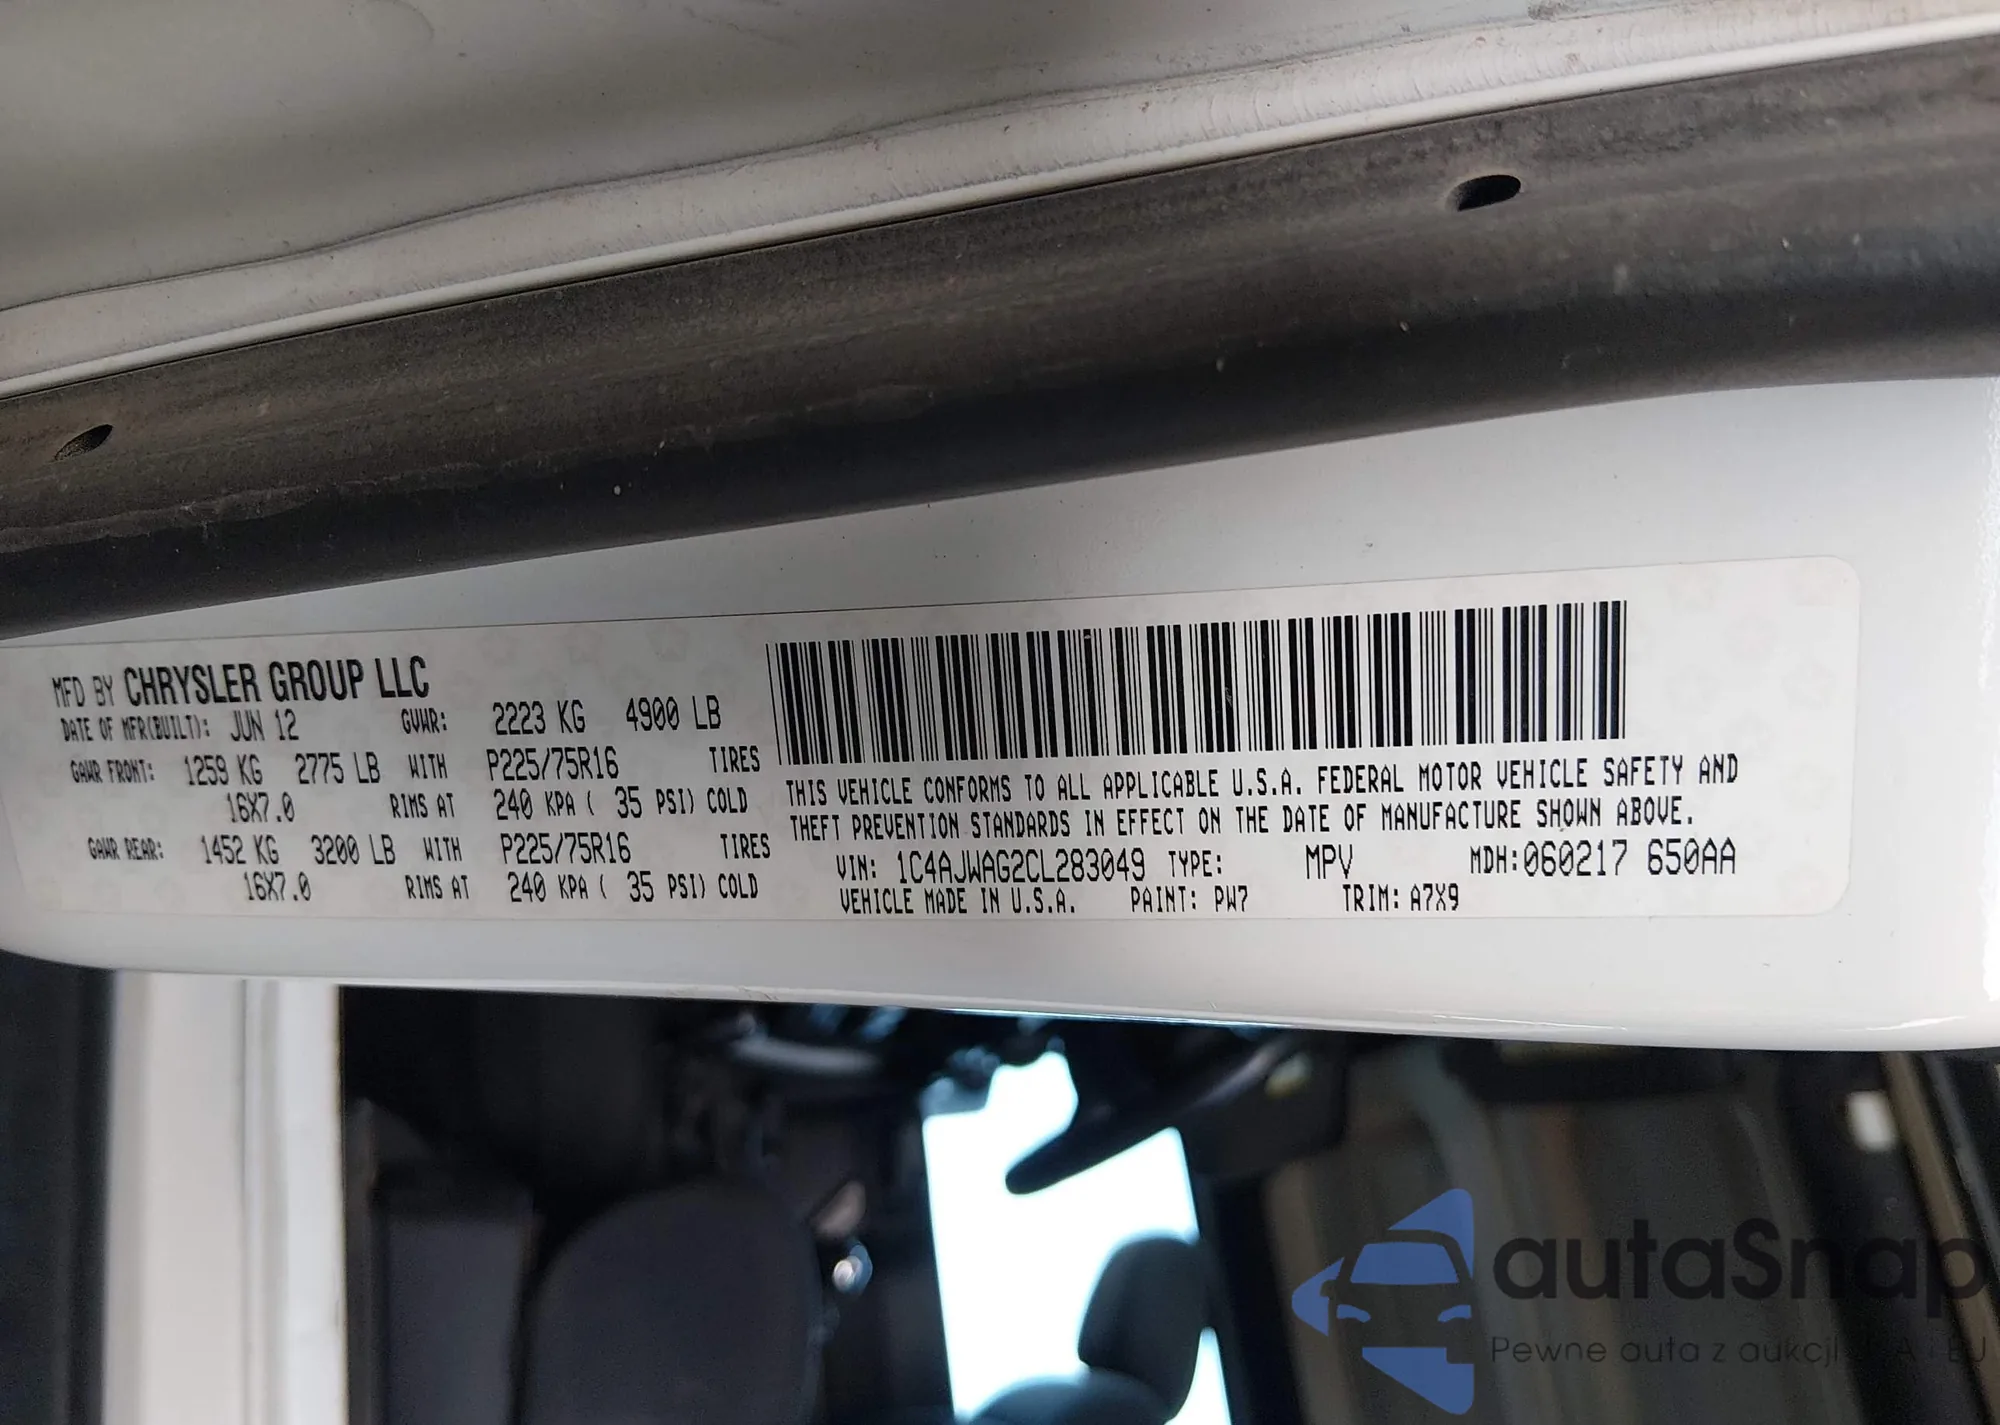 MFD BY CHRYSLER GROUP LLC
DATE OF MFR(BUILT): JUN 12 GVWR: 2223 KG 4900 LB
GAWR FRONT: 1259 KG 2775 LB WITH P225/75R16 TIRES
16X7.0 RIMS AT 240 KPA ( 35 PSI) COLD
GAWR REAR: 1452 KG 3200 LB WITH P225/75R16 TIRES
16X7.0 RIMS AT 240 KPA ( 35 PSI) COLD
THIS VEHICLE CONFORMS TO ALL APPLICABLE U.S.A. FEDERAL MOTOR VEHICLE SAFETY AND
THEFT PREVENTION STANDARDS IN EFFECT ON THE DATE OF MANUFACTURE SHOWN ABOVE.
VIN: 1C4AJWAG2CL283049 TYPE: MPV MDH:060217 650AA
VEHICLE MADE IN U.S.A. PAINT: PW7 TRIM: A7X9
autaSnap
Pewne auta z aukcji